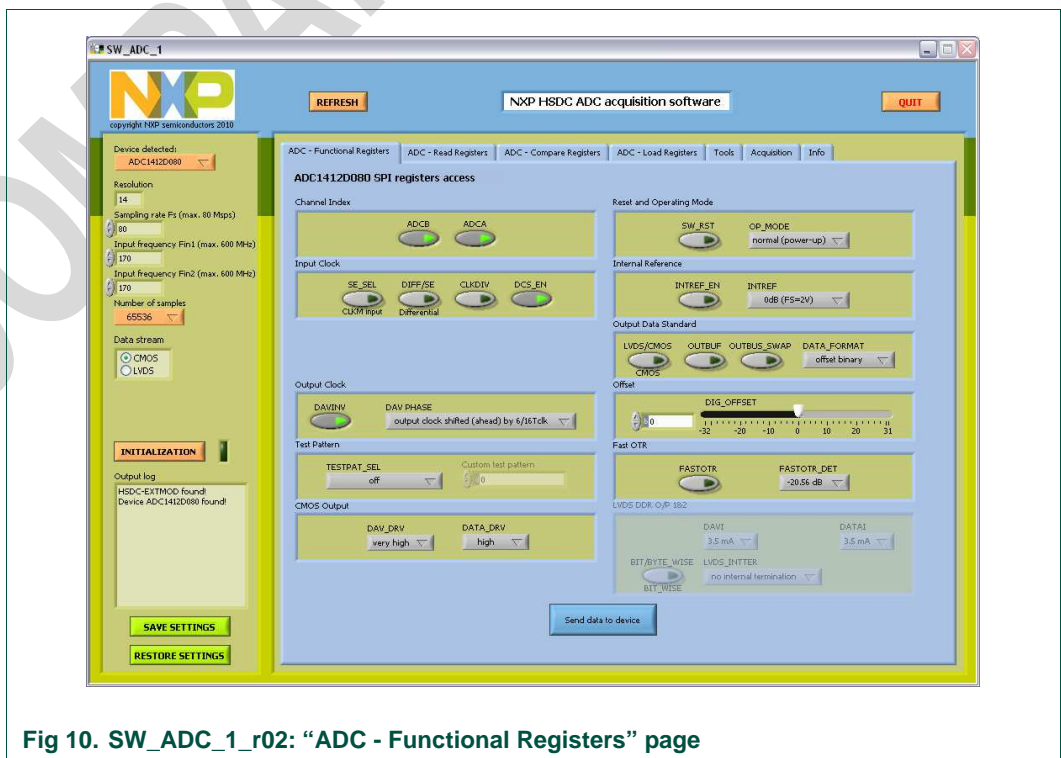 SW_ADC_1
NXP
copyright NXP semiconductors 2010
REFRESH
NXP HSDC ADC acquisition software
QUIT
Device detected:
ADC1412D080
Resolution
14
Sampling rate Fs (max. 80 Msps)
80
Input frequency Fin1 (max. 600 MHz)
170
Input frequency Fin2 (max. 600 MHz)
170
Number of samples
65536
Data stream
CMOS
LVDS
INITIALIZATION
Output log
HSDC-EXTMOD found!
Device ADC1412D080 found!
SAVE SETTINGS
RESTORE SETTINGS
ADC - Functional Registers ADC - Read Registers ADC - Compare Registers ADC - Load Registers Tools Acquisition Info
ADC1412D080 SPI registers access
Channel Index
ADCB ADCA
Input Clock
SE_SEL DIFF/SE CLKDIV DCS_EN
CLKM input Differential
Output Clock
DAVINV DAV PHASE
output clock shifted (ahead) by 6/16Tclk
Test Pattern
TESTPAT_SEL Custom test pattern
off 0
CMOS Output
DAV_DRV DATA_DRV
very high high
Reset and Operating Mode
SW_RST OP_MODE
normal (power-up)
Internal Reference
INTREF_EN INTREF
0dB (FS=2V)
Output Data Standard
LVDS/CMOS OUTBUF OUTBUS_SWAP DATA_FORMAT
offset binary
CMOS
Offset
DIG_OFFSET
0
-32 -20 -10 0 10 20 31
Fast OTR
FASTOTR FASTOTR_DET
-20.56 dB
LVDS DDR O/P 1&2
DAVI DATAI
3.5 mA 3.5 mA
BIT/BYTE_WISE LVDS_INTTER
no internal termination
BIT_WISE
Send data to device
Fig 10. SW_ADC_1_r02: “ADC - Functional Registers” page